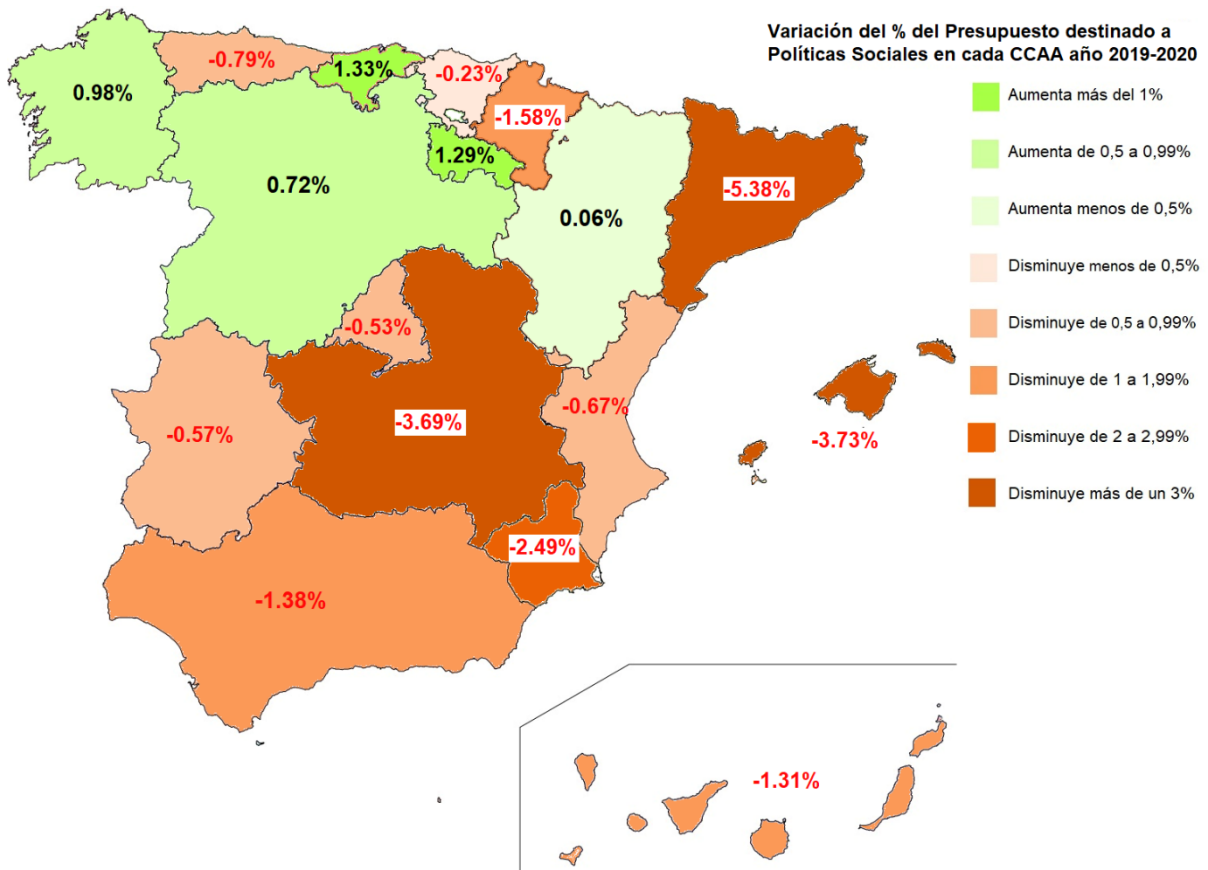 Variación del % del Presupuesto destinado a
Políticas Sociales en cada CCAA año 2019-2020
Aumenta más del 1%
Aumenta de 0,5 a 0,99%
Aumenta menos de 0,5%
Disminuye menos de 0,5%
Disminuye de 0,5 a 0,99%
Disminuye de 1 a 1,99%
Disminuye de 2 a 2,99%
Disminuye más de un 3%
0.98%
-0.79%
1.33%
-0.23%
-1.58%
1.29%
0.72%
0.06%
-5.38%
-0.53%
-0.57%
-3.69%
-0.67%
-3.73%
-2.49%
-1.38%
-1.31%